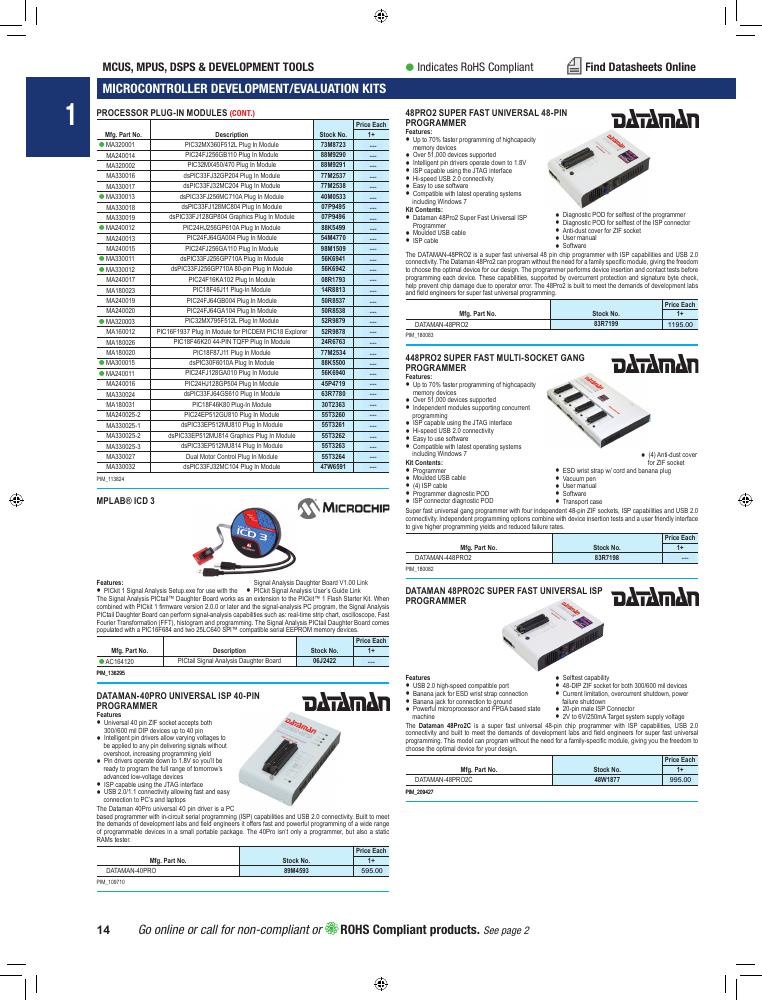 MCUS, MPUS, DSPS & DEVELOPMENT TOOLS
● Indicates RoHS Compliant
Find Datasheets Online
MICROCONTROLLER DEVELOPMENT/EVALUATION KITS
1
PROCESSOR PLUG-IN MODULES (CONT.)
Mfg. Part No. Description Stock No. Price Each 1+
● MA320001 PIC32MX360F512L Plug In Module 73M8723 ---
MA240014 PIC24FJ256GB110 Plug In Module 88M9290 ---
MA320002 PIC32MX450/470 Plug In Module 88M9291 ---
MA330016 dsPIC33FJ32GP204 Plug In Module 77M2537 ---
MA330017 dsPIC33FJ32MC204 Plug In Module 77M2538 ---
● MA330013 dsPIC33FJ256MC710A Plug In Module 40M0533 ---
MA330018 dsPIC33FJ128MC804 Plug In Module 07P9495 ---
MA330019 dsPIC33FJ128GP804 Graphics Plug In Module 07P9496 ---
● MA240012 PIC24HJ256GP610A Plug In Module 88K5499 ---
MA240013 PIC24FJ64GA004 Plug In Module 54M4770 ---
MA240015 PIC24FJ256GA110 Plug In Module 98M1509 ---
● MA330011 dsPIC33FJ256GP710A Plug In Module 56K6941 ---
● MA330012 dsPIC33FJ256GP710A 80-pin Plug In Module 56K6942 ---
MA240017 PIC24F16KA102 Plug In Module 08R1793 ---
MA180023 PIC18F46J11 Plug-In Module 14R8813 ---
MA240019 PIC24FJ64GB004 Plug In Module 50R8537 ---
MA240020 PIC24FJ64GA104 Plug In Module 50R8538 ---
● MA320003 PIC32MX795F512L Plug In Module 52R9879 ---
MA160012 PIC16F1937 Plug In Module for PICDEM PIC18 Explorer 52R9878 ---
MA180026 PIC18F46K20 44-PIN TQFP Plug In Module 24R6763 ---
MA180020 PIC18F87J11 Plug In Module 77M2534 ---
● MA300015 dsPIC30F6010A Plug In Module 88K5500 ---
● MA240011 PIC24FJ128GA010 Plug In Module 56K6940 ---
MA240016 PIC24HJ128GP504 Plug In Module 45P4719 ---
MA330024 dsPIC33FJ64GS610 Plug In Module 63R7780 ---
MA180031 PIC18F46K80 Plug-In Module 30T2363 ---
MA240025-2 PIC24EP512GU810 Plug In Module 55T3260 ---
MA330025-1 dsPIC33EP512MU810 Plug In Module 55T3261 ---
MA330025-2 dsPIC33EP512MU814 Graphics Plug In Module 55T3262 ---
MA330025-3 dsPIC33EP512MU814 Plug In Module 55T3263 ---
MA330027 Dual Motor Control Plug In Module 55T3264 ---
MA330032 dsPIC33FJ32MC104 Plug In Module 47W6591 ---
PIM_113824
MPLAB® ICD 3
MICROCHIP
ICD 3
Features:
● PICkit 1 Signal Analysis Setup.exe for use with the
Signal Analysis Daughter Board V1.00 Link
● PICkit Signal Analysis User's Guide Link
The Signal Analysis PICtail™ Daughter Board works as an extension to the PICkit™ 1 Flash Starter Kit. When
combined with PICkit 1 firmware version 2.0.0 or later and the signal-analysis PC program, the Signal Analysis
PICtail Daughter Board can perform signal-analysis capabilities such as: real-time strip chart, oscilloscope, Fast
Fourier Transformation (FFT), histogram and programming. The Signal Analysis PICtail Daughter Board comes
populated with a PIC16F684 and two 25LC640 SPI™ compatible serial EEPROM memory devices.
Mfg. Part No. Description Stock No. Price Each 1+
● AC164120 PICtail Signal Analysis Daughter Board 06J2422 ---
PIM_136295
DATAMAN-40PRO UNIVERSAL ISP 40-PIN
PROGRAMMER
DATAMAN
Features
● Universal 40 pin ZIF socket accepts both
300/600 mil DIP devices up to 40 pin
● Intelligent pin drivers allow varying voltages to
be applied to any pin delivering signals without
overshoot, increasing programming yield
● Pin drivers operate down to 1.8V so you'll be
ready to program the full range of tomorrow's
advanced low-voltage devices
● ISP capable using the JTAG interface
● USB 2.0/1.1 connectivity allowing fast and easy
connection to PC's and laptops
The Dataman 40Pro universal 40 pin driver is a PC
based programmer with in-circuit serial programming (ISP) capabilities and USB 2.0 connectivity. Built to meet
the demands of development labs and field engineers it offers fast and powerful programming of a wide range
of programmable devices in a small portable package. The 40Pro isn't only a programmer, but also a static
RAMs tester.
Mfg. Part No. Stock No. Price Each 1+
DATAMAN-40PRO 89M4593 595.00
PIM_109710
48PRO2 SUPER FAST UNIVERSAL 48-PIN
PROGRAMMER
DATAMAN
Features:
● Up to 70% faster programming of highcapacity
memory devices
● Over 51,000 devices supported
● Intelligent pin drivers operate down to 1.8V
● ISP capable using the JTAG interface
● Hi-speed USB 2.0 connectivity
● Easy to use software
● Compatible with latest operating systems
including Windows 7
Kit Contents:
● Dataman 48Pro2 Super Fast Universal ISP
Programmer
● Moulded USB cable
● ISP cable
● Diagnostic POD for selftest of the programmer
● Diagnostic POD for selftest of the ISP connector
● Anti-dust cover for ZIF socket
● User manual
● Software
The DATAMAN-48PRO2 is a super fast universal 48 pin chip programmer with ISP capabilities and USB 2.0
connectivity. The Dataman 48Pro2 can program without the need for a family specific module, giving the freedom
to choose the optimal device for our design. The programmer performs device insertion and contact tests before
programming each device. These capabilities, supported by overcurrent protection and signature byte check,
help prevent chip damage due to operator error. The 48Pro2 is built to meet the demands of development labs
and field engineers for super fast universal programming.
Mfg. Part No. Stock No. Price Each 1+
DATAMAN-48PRO2 83R7199 1195.00
PIM_180083
448PRO2 SUPER FAST MULTI-SOCKET GANG
PROGRAMMER
DATAMAN
Features:
● Up to 70% faster programming of highcapacity
memory devices
● Over 51,000 devices supported
● Independent modules supporting concurrent
programming
● ISP capable using the JTAG interface
● Hi-speed USB 2.0 connectivity
● Easy to use software
● Compatible with latest operating systems
including Windows 7
Kit Contents:
● Programmer
● Moulded USB cable
● (4) ISP cable
● Programmer diagnostic POD
● ISP connector diagnostic POD
● (4) Anti-dust cover
for ZIF socket
● ESD wrist strap w/ cord and banana plug
● Vacuum pen
● User manual
● Software
● Transport case
Super fast universal gang programmer with four independent 48-pin ZIF sockets, ISP capabilities and USB 2.0
connectivity. Independent programming options combine with device insertion tests and a user friendly interface
to give higher programming yields and reduced failure rates.
Mfg. Part No. Stock No. Price Each 1+
DATAMAN-448PRO2 83R7198 ---
PIM_180082
DATAMAN 48PRO2C SUPER FAST UNIVERSAL ISP
PROGRAMMER
DATAMAN
Features
● USB 2.0 high-speed compatible port
● Banana jack for ESD wrist strap connection
● Banana jack for connection to ground
● Powerful microprocessor and FPGA based state
machine
● Selftest capability
● 48-DIP ZIF socket for both 300/600 mil devices
● Current limitation, overcurrent shutdown, power
failure shutdown
● 20-pin male ISP Connector
● 2V to 6V/250mA Target system supply voltage
The Dataman 48Pro2C is a super fast universal 48-pin chip programmer with ISP capabilities, USB 2.0
connectivity and built to meet the demands of development labs and field engineers for super fast universal
programming. This model can program without the need for a family-specific module, giving you the freedom to
choose the optimal device for your design.
Mfg. Part No. Stock No. Price Each 1+
DATAMAN-48PRO2C 48W1877 995.00
PIM_209427
14
Go online or call for non-compliant or ROHS Compliant products. See page 2